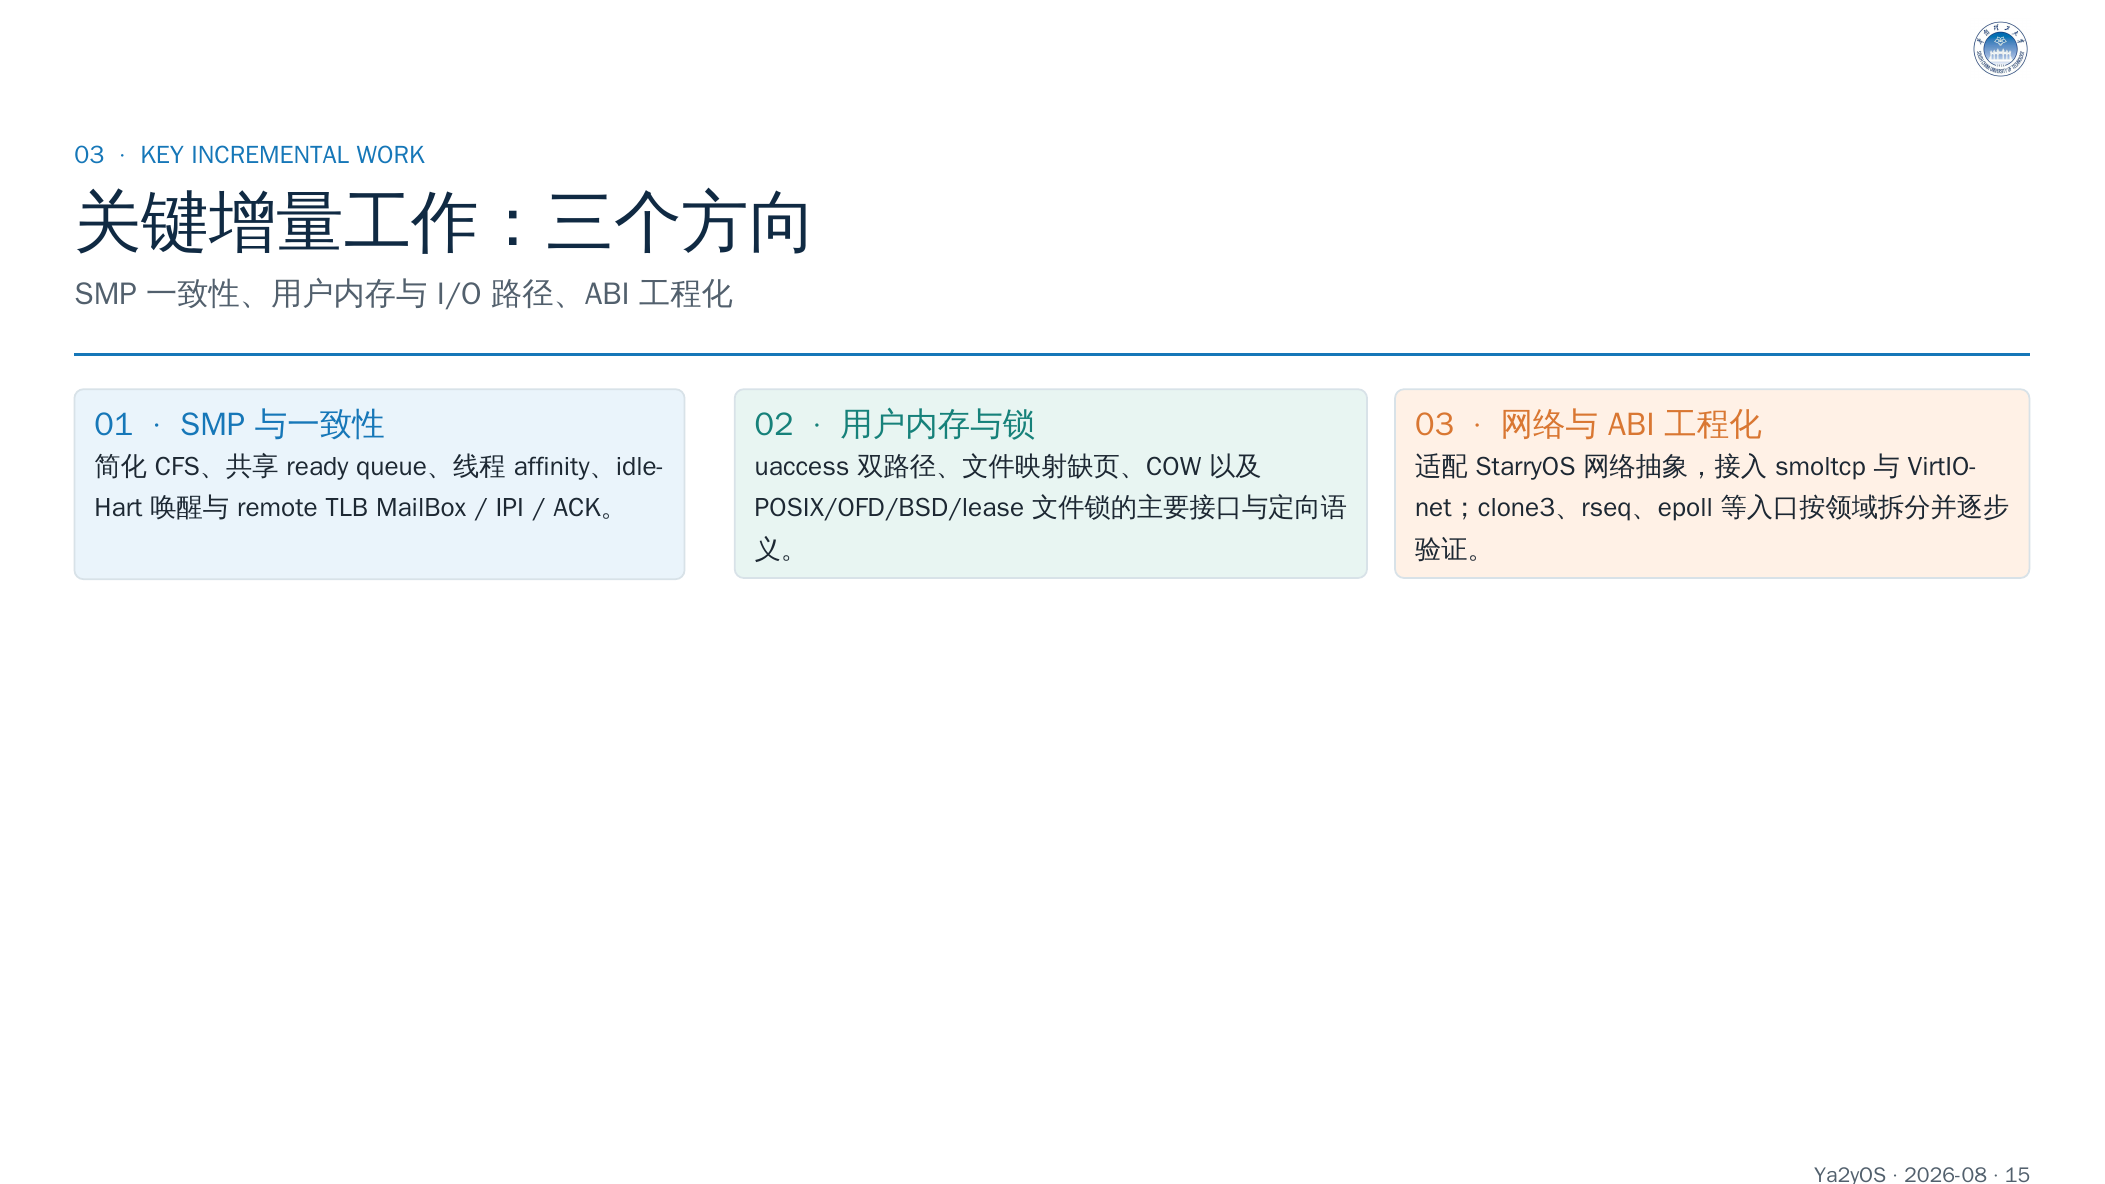 03 · KEY INCREMENTAL WORK
关键增量工作：三个方向
SMP 一致性、用户内存与 I/O 路径、ABI 工程化
01 · SMP 与一致性
简化 CFS、共享 ready queue、线程 affinity、idle-
Hart 唤醒与 remote TLB MailBox / IPI / ACK。
02 · 用户内存与锁
uaccess 双路径、文件映射缺页、COW 以及
POSIX/OFD/BSD/lease 文件锁的主要接口与定向语
义。
03 · 网络与 ABI 工程化
适配 StarryOS 网络抽象，接入 smoltcp 与 VirtIO-
net；clone3、rseq、epoll 等入口按领域拆分并逐步
验证。
Ya2yOS · 2026-08 · 15